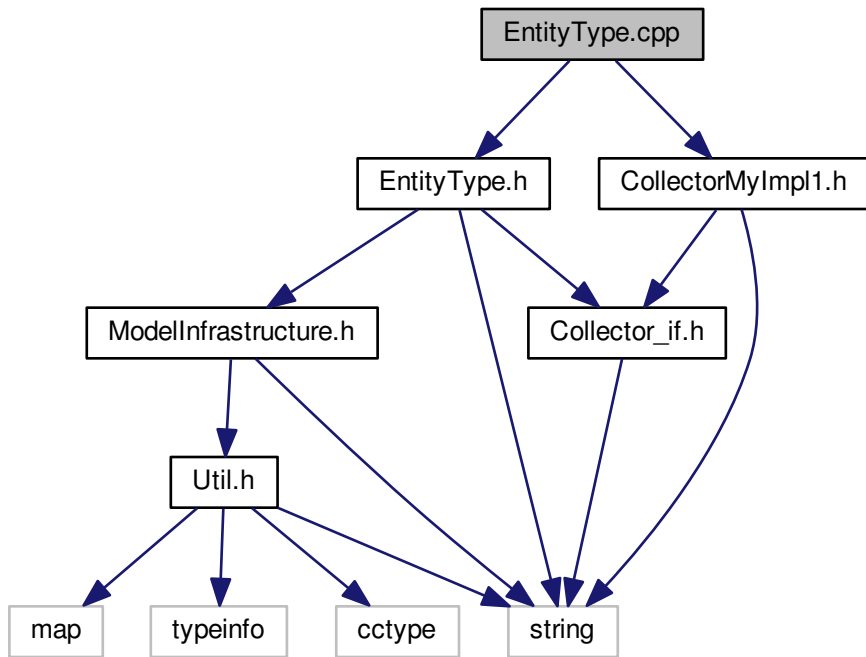 EntityType.cpp
EntityType.h
CollectorMyImpl1.h
ModelInfrastructure.h
Collector_if.h
Util.h
map
typeinfo
cctype
string